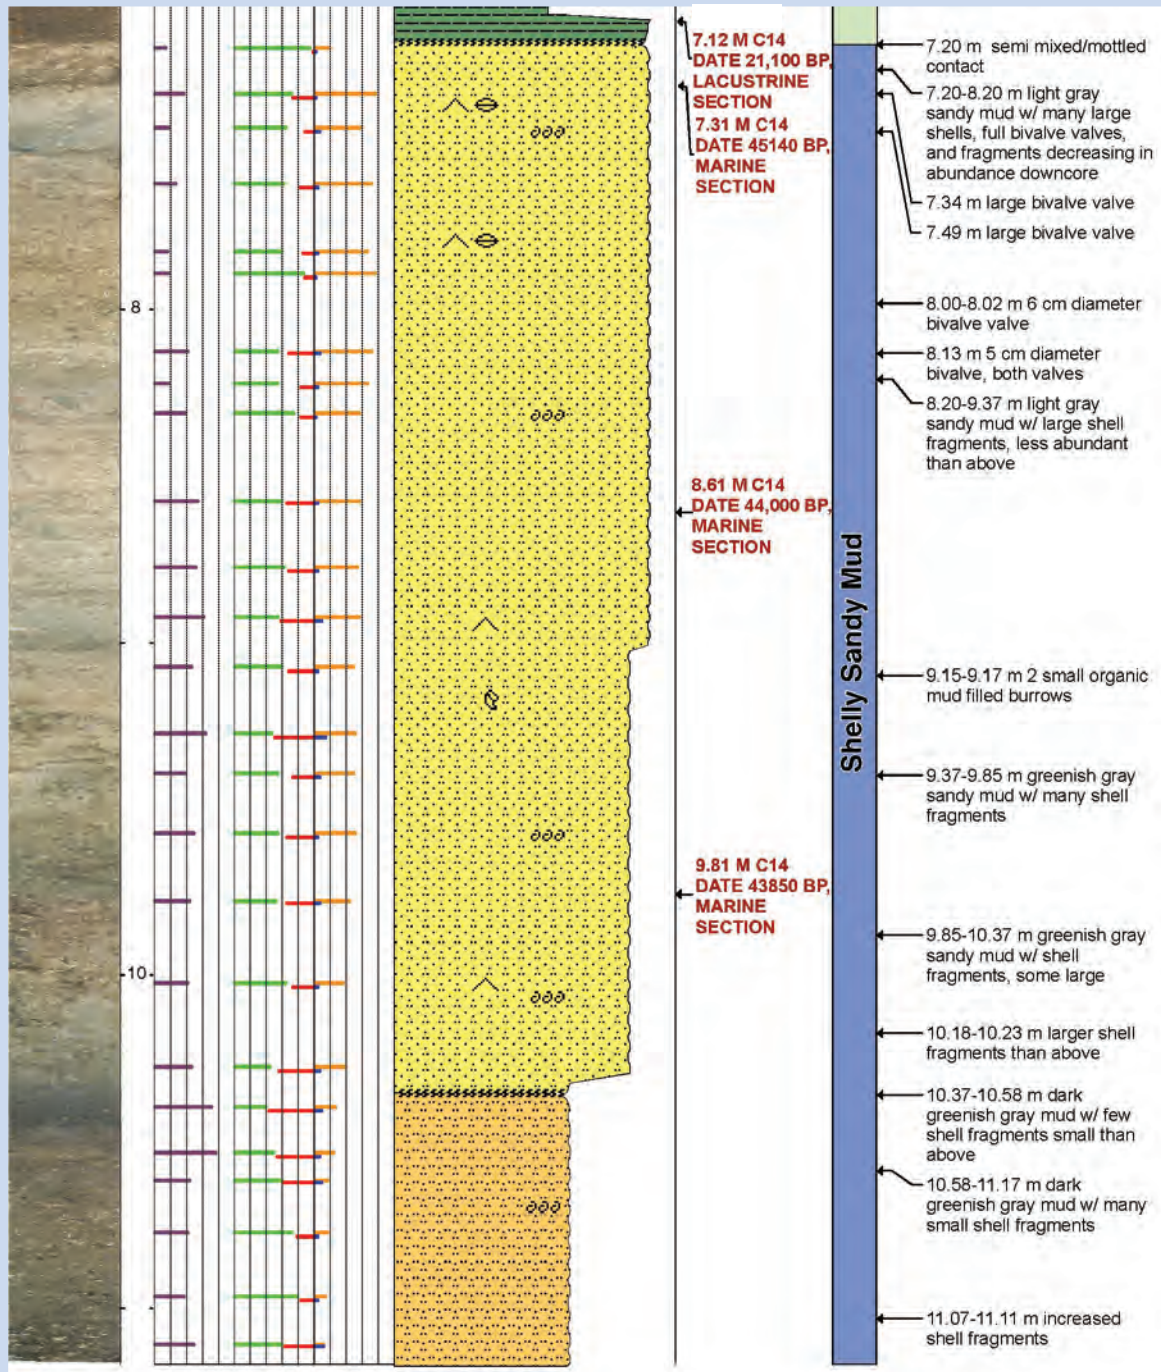 8
10
7.12 M C14
DATE 21,100 BP,
LACUSTRINE
SECTION
7.31 M C14
DATE 45140 BP,
MARINE
SECTION
8.61 M C14
DATE 44,000 BP,
MARINE
SECTION
9.81 M C14
DATE 43850 BP,
MARINE
SECTION
Shelly Sandy Mud
7.20 m semi mixed/mottled
contact
7.20-8.20 m light gray
sandy mud w/ many large
shells, full bivalve valves,
and fragments decreasing in
abundance downcore
7.34 m large bivalve valve
7.49 m large bivalve valve
8.00-8.02 m 6 cm diameter
bivalve valve
8.13 m 5 cm diameter
bivalve, both valves
8.20-9.37 m light gray
sandy mud w/ large shell
fragments, less abundant
than above
9.15-9.17 m 2 small organic
mud filled burrows
9.37-9.85 m greenish gray
sandy mud w/ many shell
fragments
9.85-10.37 m greenish gray
sandy mud w/ shell
fragments, some large
10.18-10.23 m larger shell
fragments than above
10.37-10.58 m dark
greenish gray mud w/ few
shell fragments small than
above
10.58-11.17 m dark
greenish gray mud w/ many
small shell fragments
11.07-11.11 m increased
shell fragments